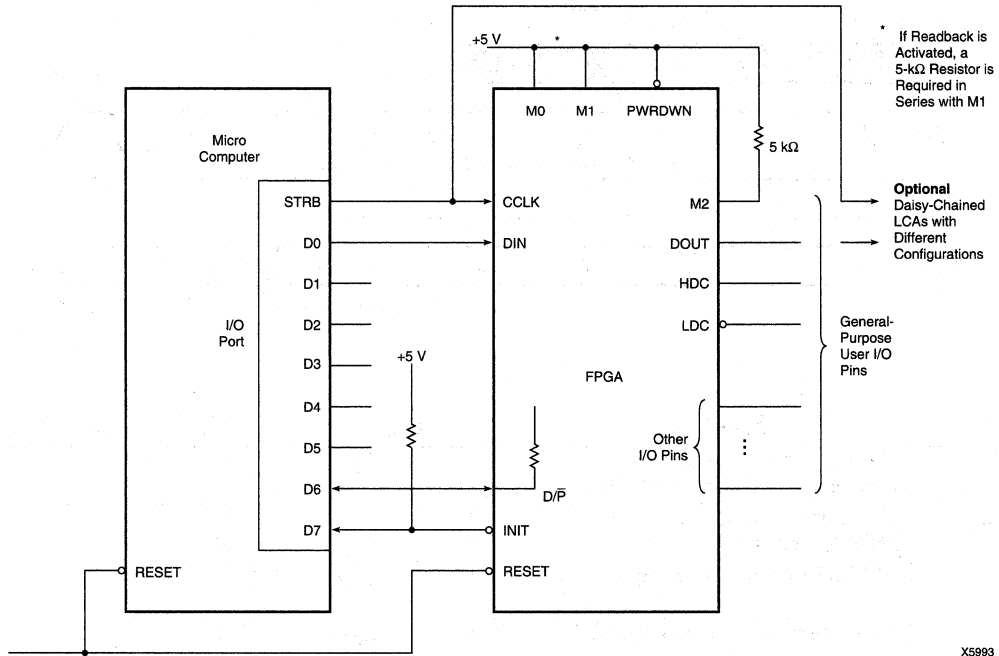 +5 V
*
* If Readback is
Activated, a
5-kΩ Resistor is
Required in
Series with M1
M0
M1
PWRDWN
Micro
Computer
5 kΩ
STRB
CCLK
M2
Optional
Daisy-Chained
LCAs with
Different
Configurations
D0
DIN
DOUT
D1
HDC
I/O
Port
D2
LDC
General-
Purpose
User I/O
Pins
D3
+5 V
FPGA
D4
D5
Other
I/O Pins
D6
D/P̅
D7
INIT
RESET
RESET
X5993